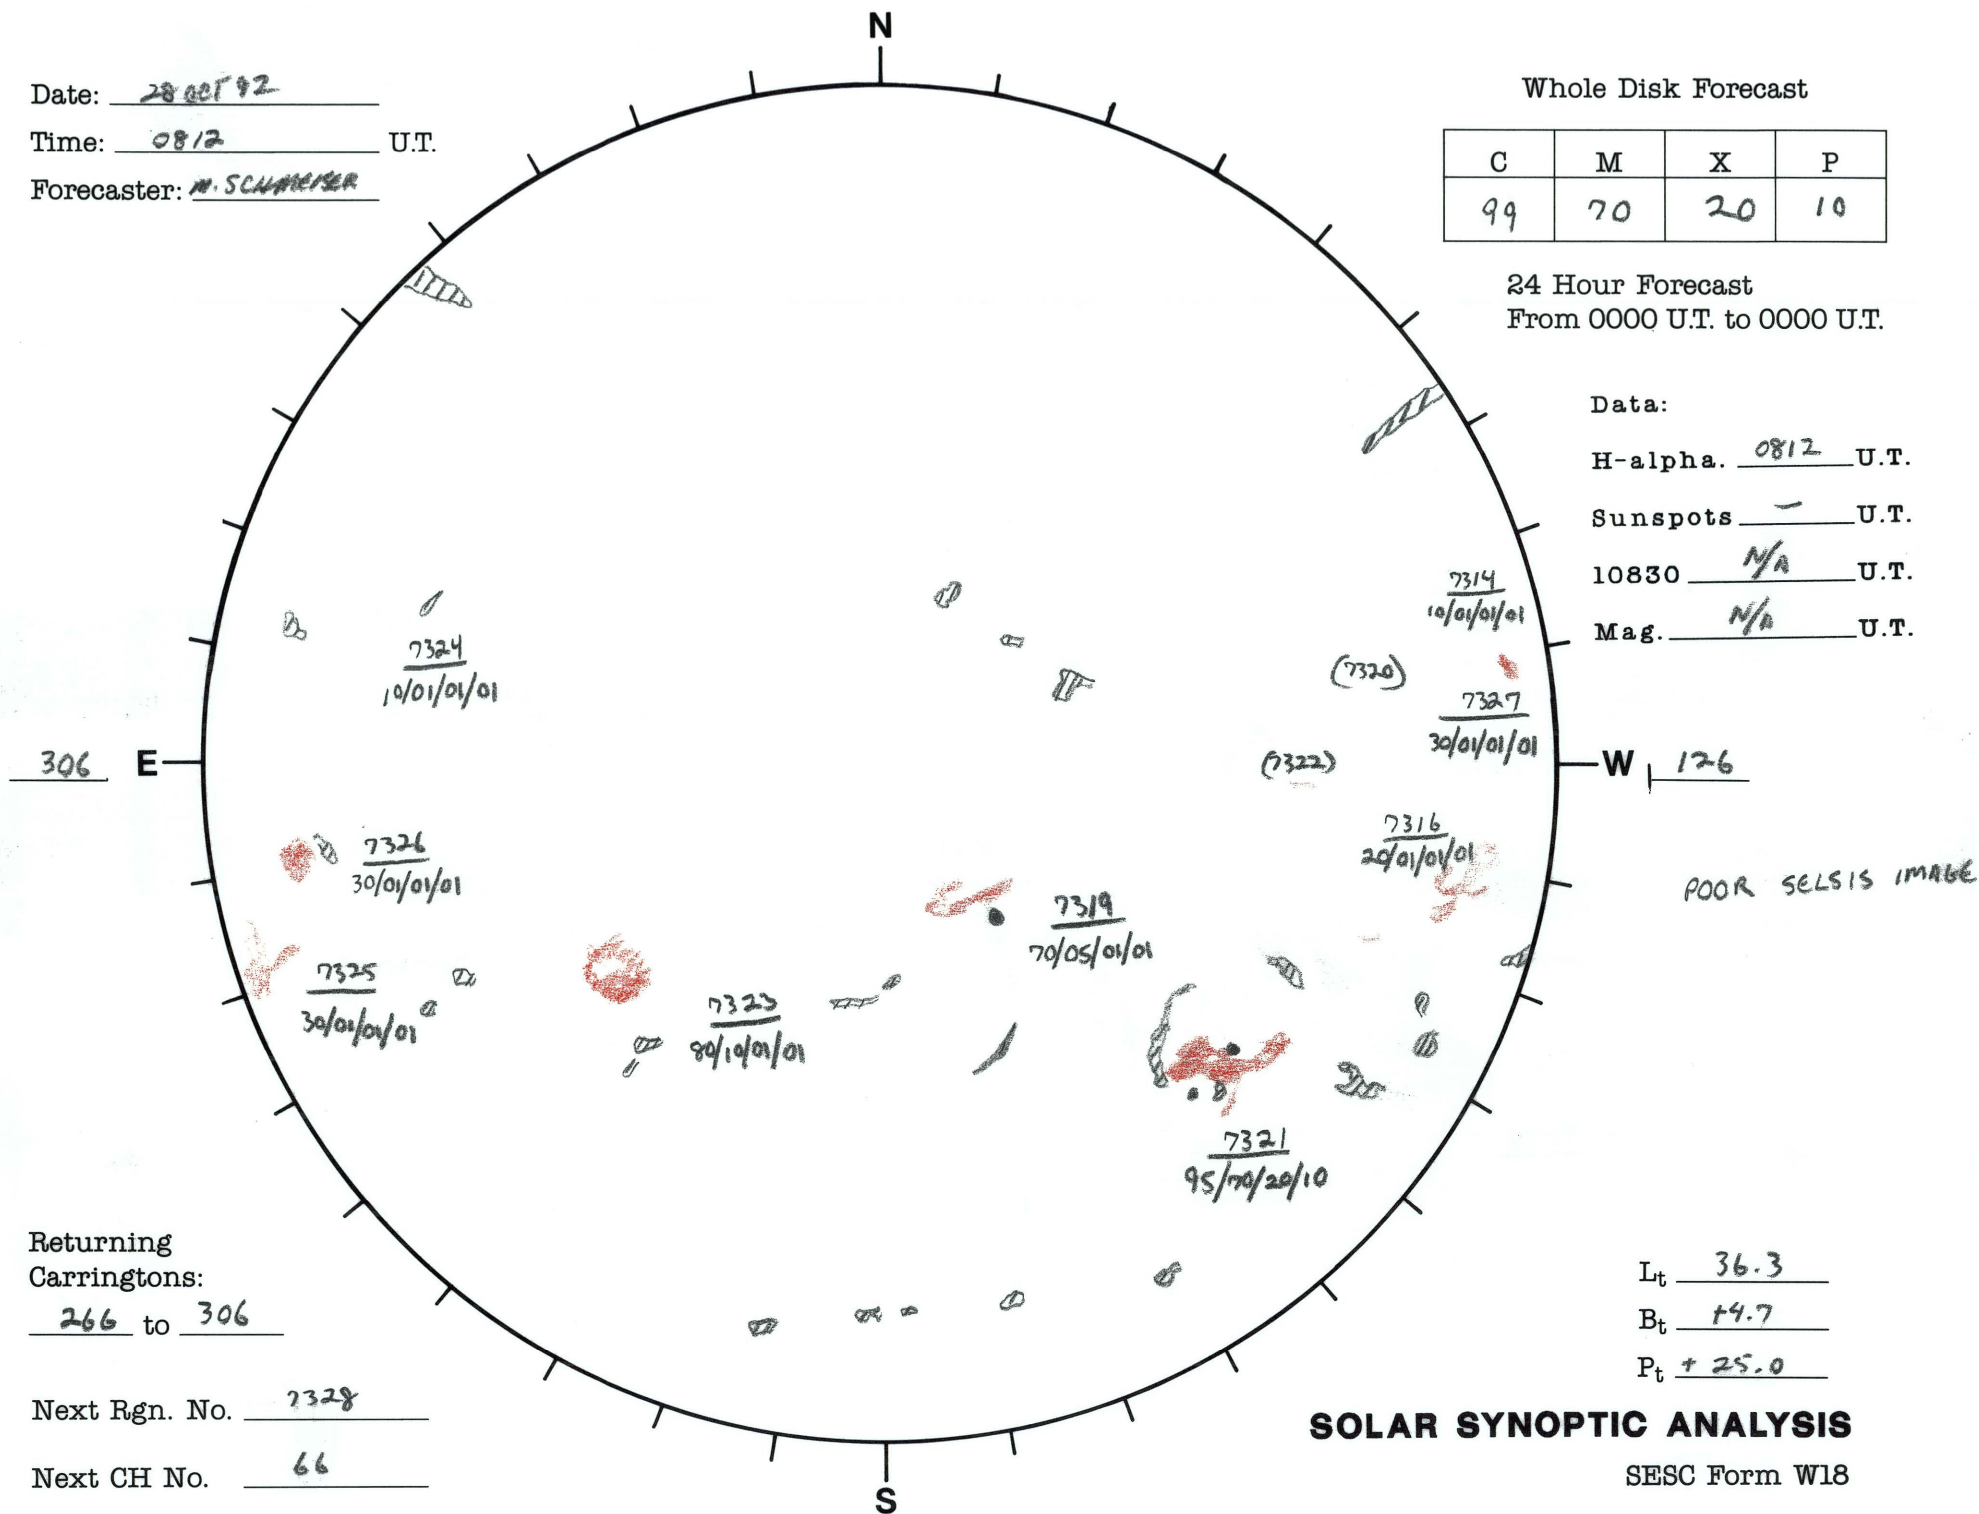 N
Date: 28 OCT 92
Time: 0812 U.T.
Forecaster: M. SCHMEISER
Whole Disk Forecast
C M X P
99 70 20 10
24 Hour Forecast
From 0000 U.T. to 0000 U.T.
Data:
H-alpha. 0812 U.T.
Sunspots — U.T.
10830 N/A U.T.
Mag. N/A U.T.
7314
10/01/01/01
7324
10/01/01/01
(7320)
7327
30/01/01/01
306 E
(7322)
W 126
7316
20/01/01/01
7326
30/01/01/01
POOR SELSIS IMAGE
7319
70/05/01/01
7325
30/01/01/01
7323
80/10/01/01
7321
95/70/20/10
Returning
Carringtons:
266 to 306
Next Rgn. No. 7328
Next CH No. 66
Lt 36.3
Bt +4.7
Pt + 25.0
S
SOLAR SYNOPTIC ANALYSIS
SESC Form W18